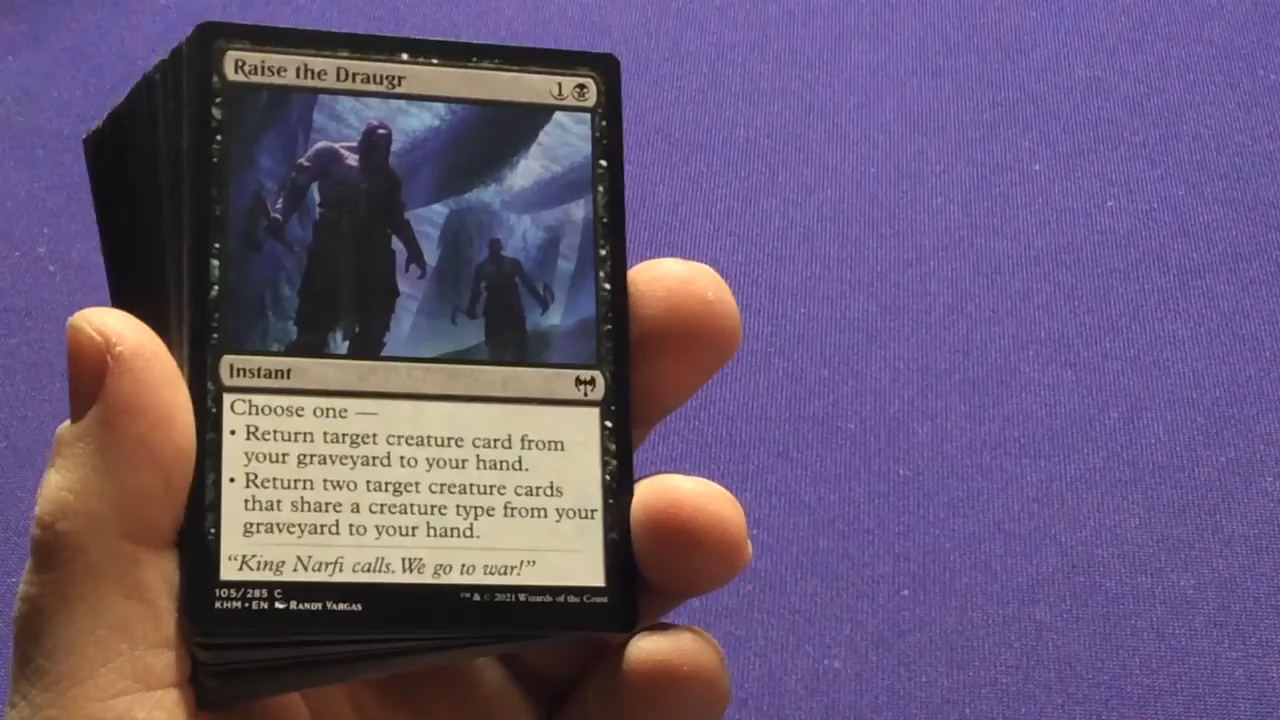 Raise the Draugr
1
Instant
Choose one —
• Return target creature card from
your graveyard to your hand.
• Return two target creature cards
that share a creature type from your
graveyard to your hand.
“King Narfi calls. We go to war!”
105/285 C
KHM • EN RANDY VARGAS
™ & © 2021 Wizards of the Coast